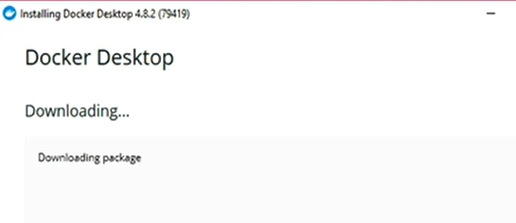 Installing Docker Desktop 4.8.2 (79419)
Docker Desktop
Downloading...
Downloading package